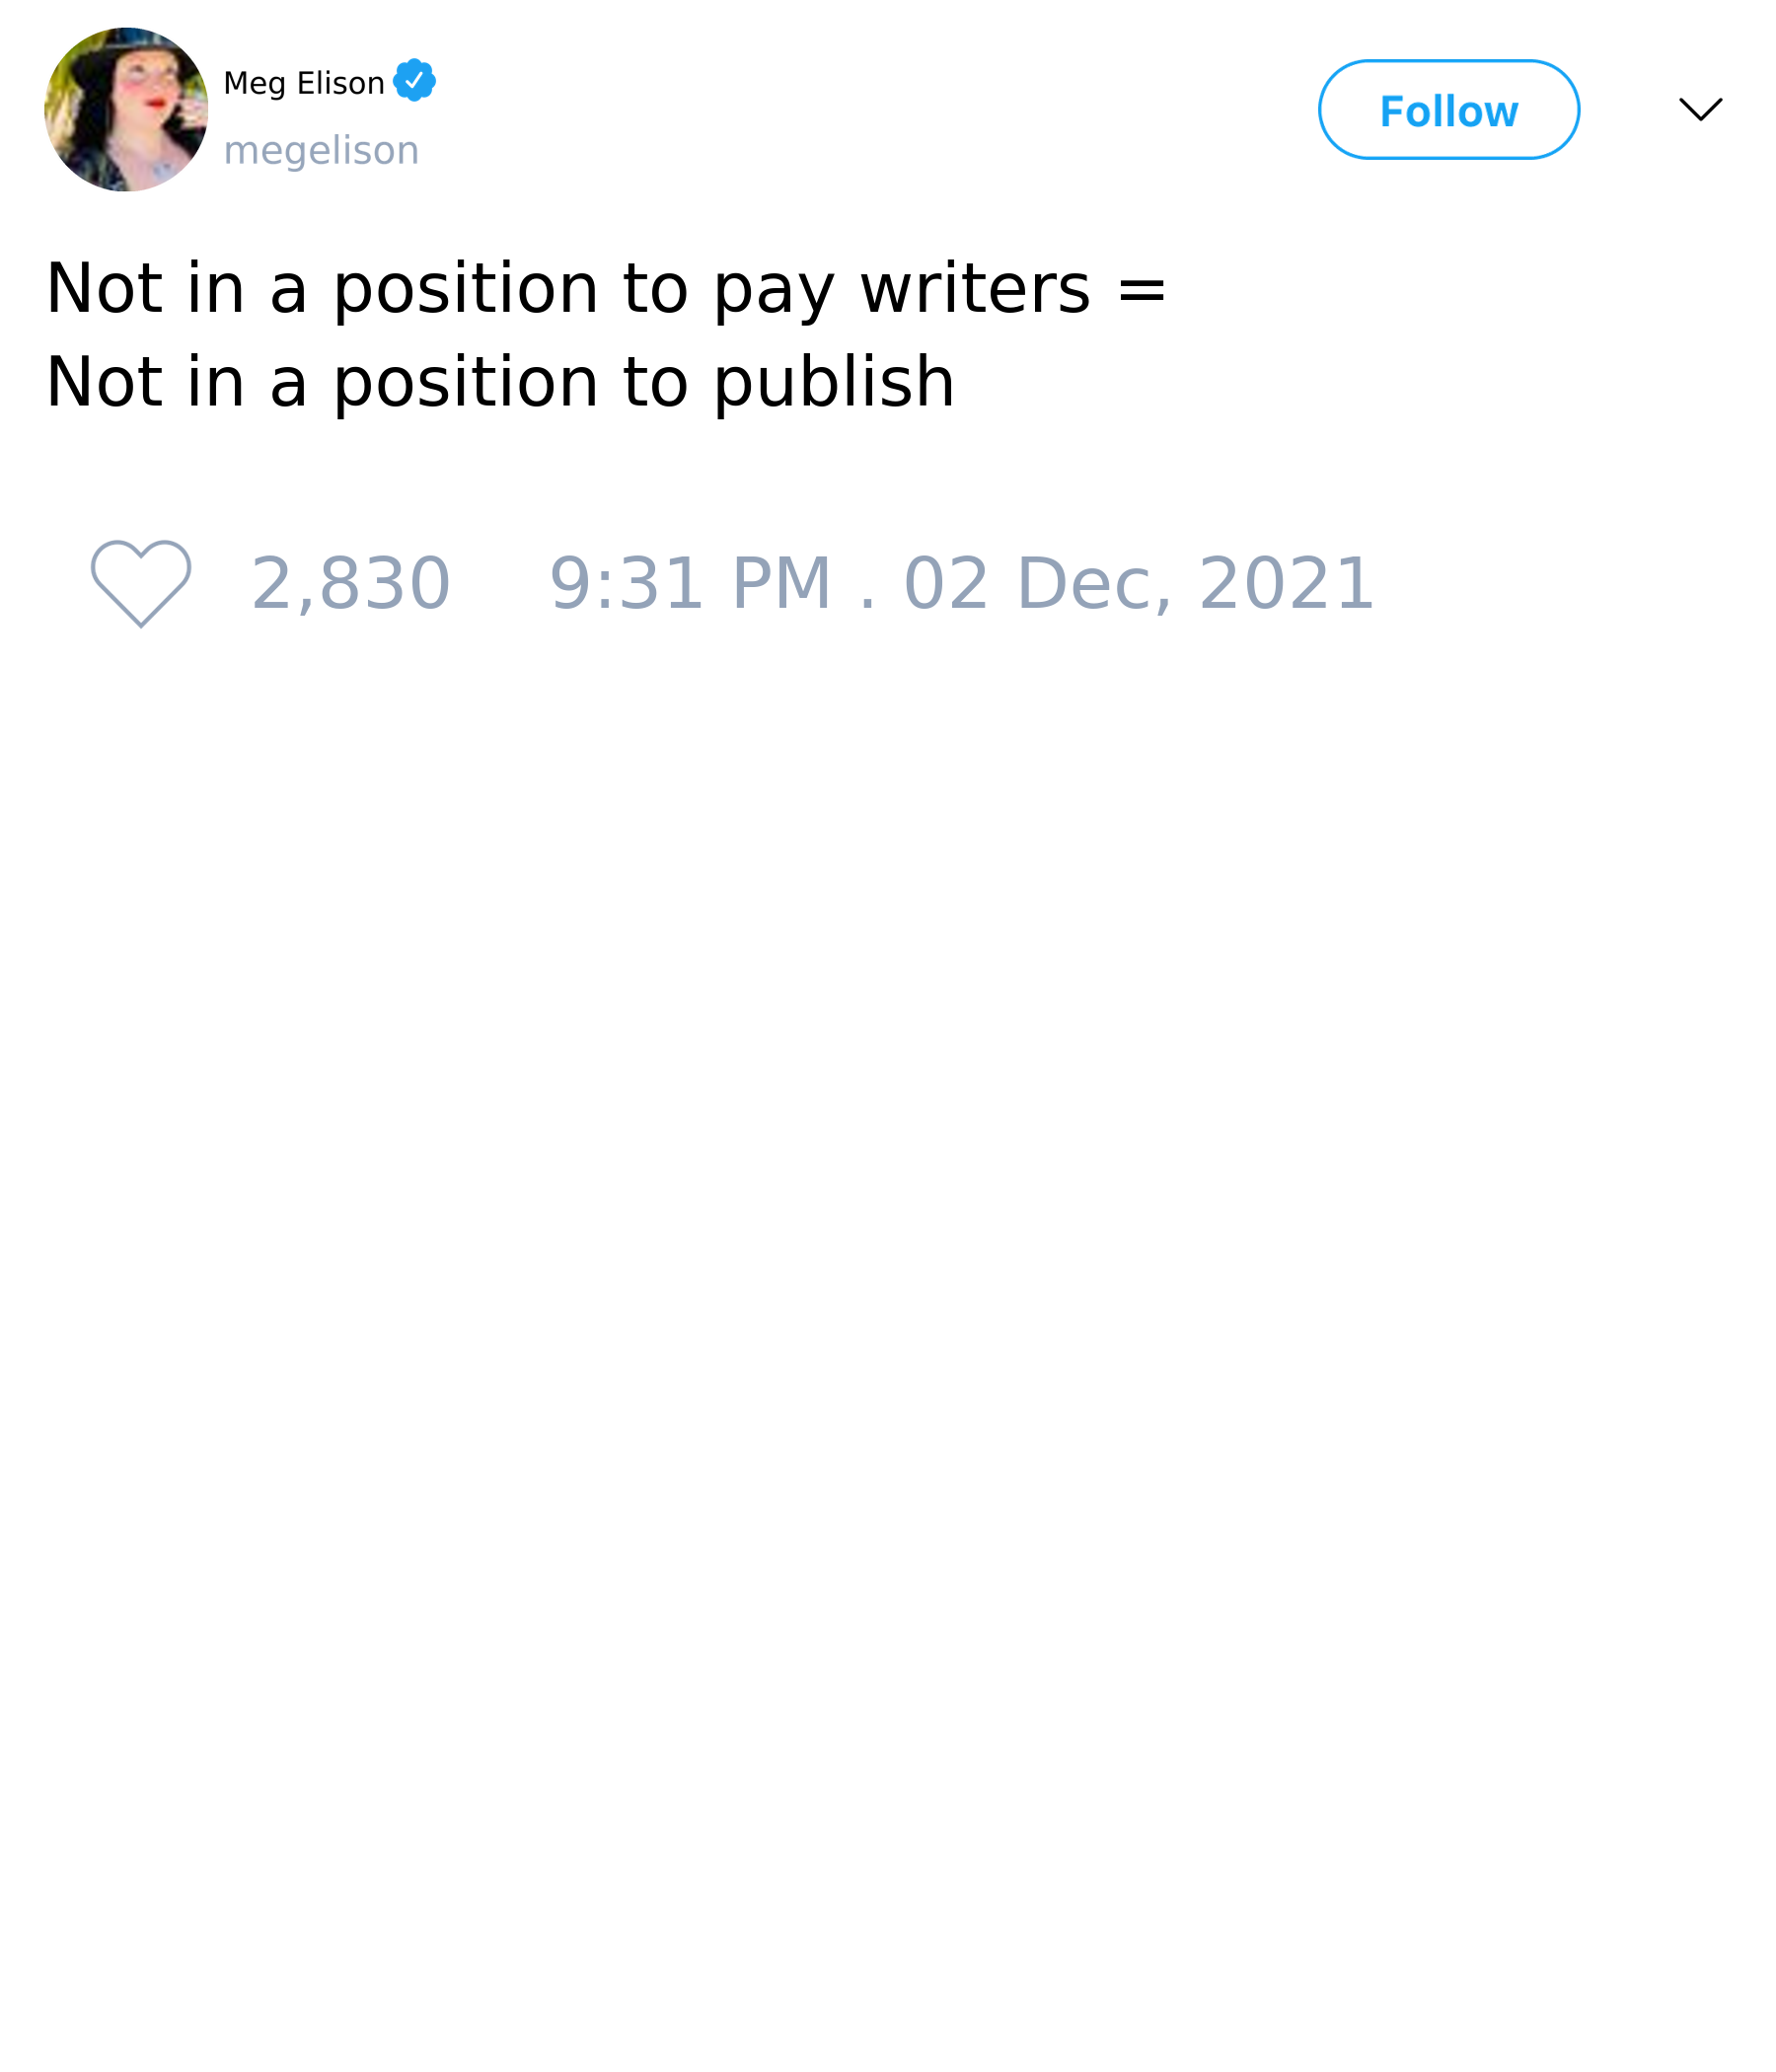 Meg Elison
megelison
Follow
Not in a position to pay writers =
Not in a position to publish
2,830 9:31 PM . 02 Dec, 2021